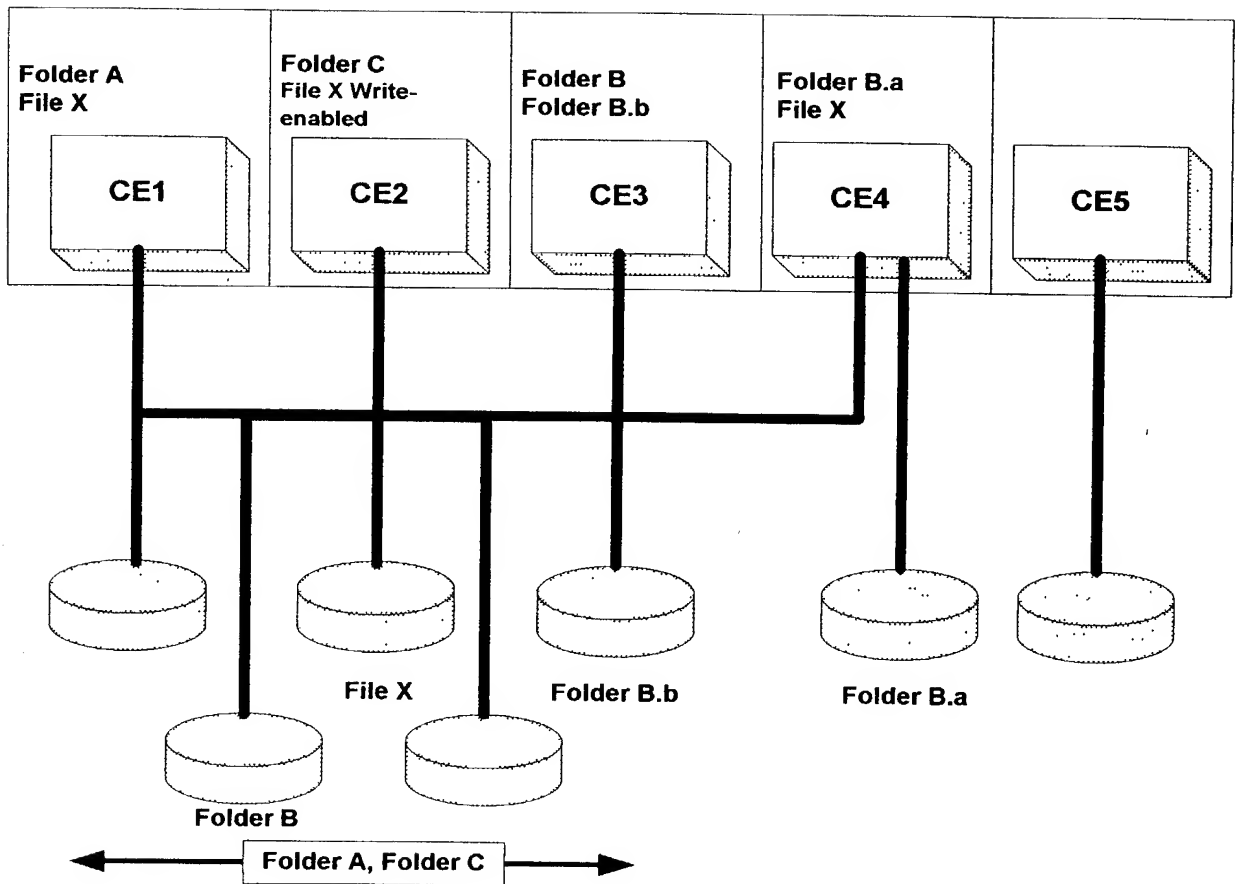 Folder A
File X
Folder C
File X Write-
enabled
Folder B
Folder B.b
Folder B.a
File X
CE1
CE2
CE3
CE4
CE5
File X
Folder B.b
Folder B.a
Folder B
Folder A, Folder C